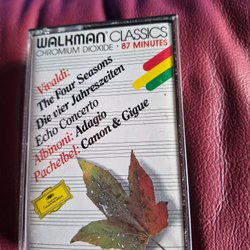 WALKMAN CLASSICS
CHROMIUM DIOXIDE · 87 MINUTES
Vivaldi:
The Four Seasons
Die vier Jahreszeiten
Echo Concerto
Albinoni: Adagio
Pachelbel: Canon & Gigue